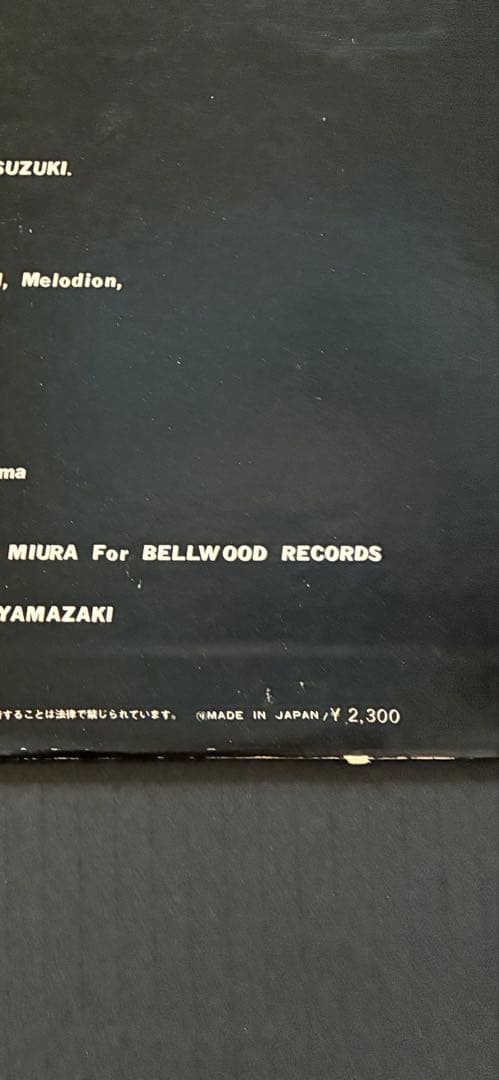 SUZUKI.
, Melodion,
ma
MIURA For BELLWOOD RECORDS
YAMAZAKI
することは法律で禁じられています。 ⓃMADE IN JAPAN/¥ 2,300